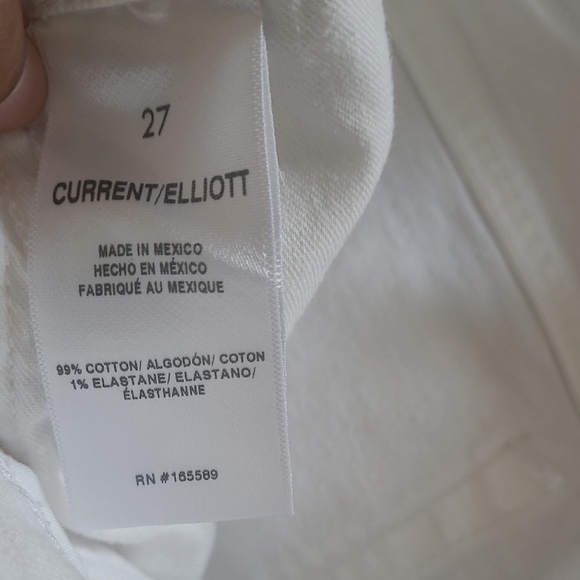 27
CURRENT/ELLIOTT
MADE IN MEXICO
HECHO EN MÉXICO
FABRIQUÉ AU MEXIQUE
99% COTTON/ ALGODÓN/ COTON
1% ELASTANE/ ELASTANO/
ÉLASTHANNE
RN #165589